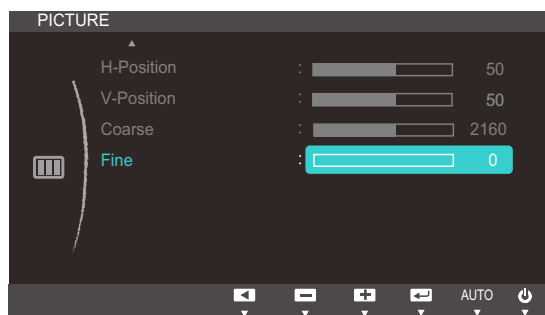 PICTURE
H-Position : 50
V-Position : 50
Coarse : 2160
Fine : 0
AUTO